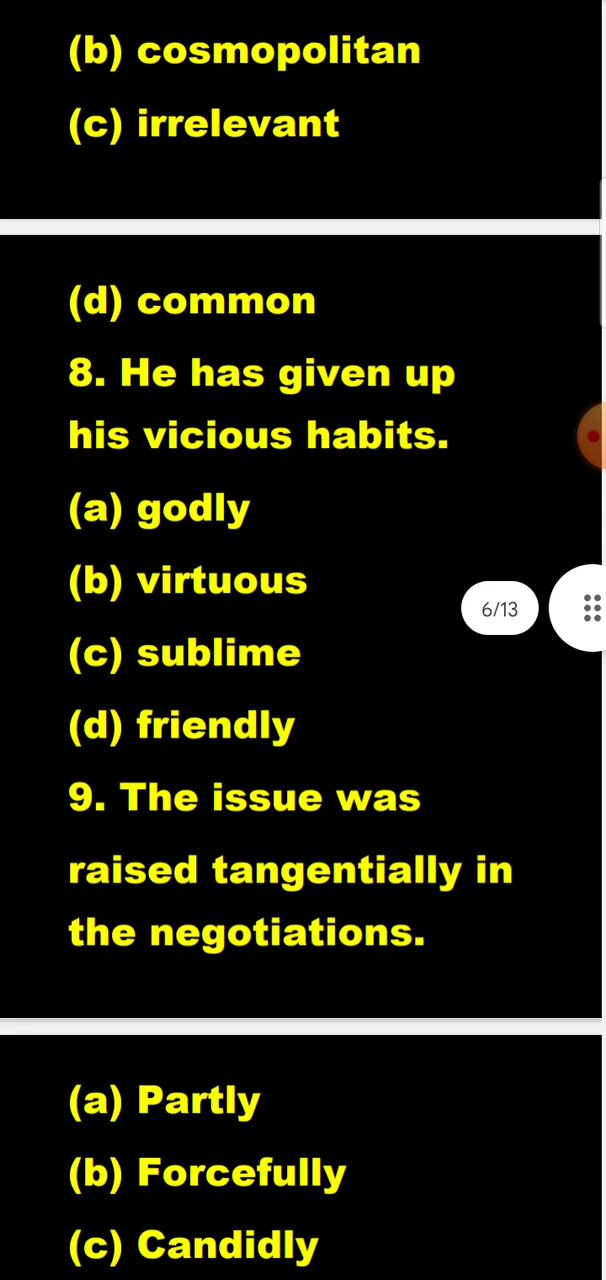 (b) cosmopolitan
(c) irrelevant
(d) common
8. He has given up
his vicious habits.
(a) godly
(b) virtuous
6/13
(c) sublime
(d) friendly
9. The issue was
raised tangentially in
the negotiations.
(a) Partly
(b) Forcefully
(c) Candidly